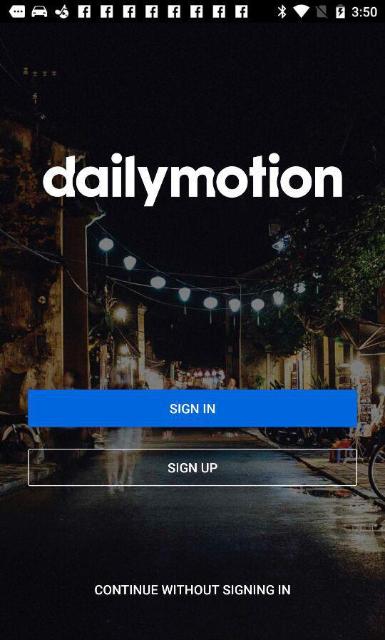 3:50
dailymotion
SIGN IN
SIGN UP
CONTINUE WITHOUT SIGNING IN